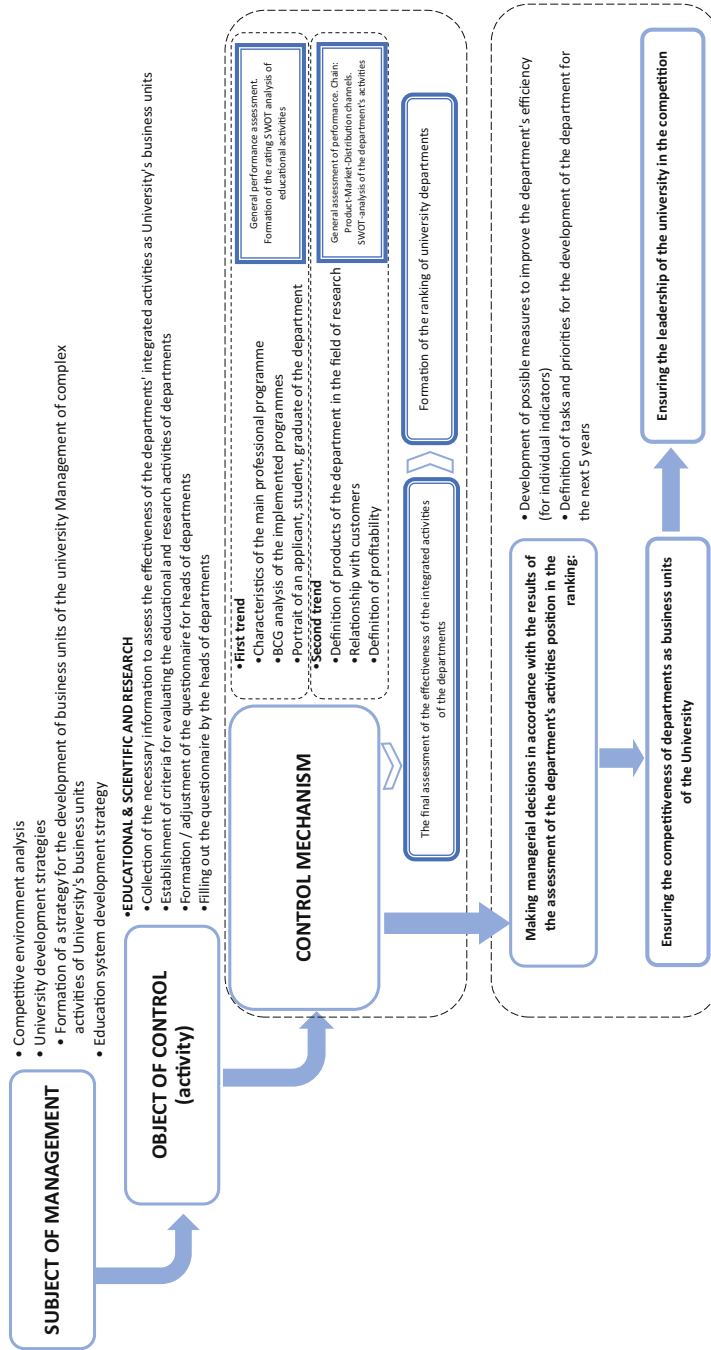 SUBJECT OF MANAGEMENT
• Competitive environment analysis
• University development strategies
• Formation of a strategy for the development of business units of the university Management of complex
activities of University's business units
• Education system development strategy
OBJECT OF CONTROL
(activity)
•EDUCATIONAL & SCIENTIFIC AND RESEARCH
•Collection of the necessary information to assess the effectiveness of the departments' integrated activities as University's business units
•Establishment of criteria for evaluating the educational and research activities of departments
•Formation / adjustment of the questionnaire for heads of departments
•Filling out the questionnaire by the heads of departments
CONTROL MECHANISM
•First trend
•Characteristics of the main professional programme
•BCG analysis of the implemented programmes
•Portrait of an applicant, student, graduate of the department
General performance assessment.
Formation of the rating SWOT analysis of
educational activities
•Second trend
•Definition of products of the department in the field of research
•Relationship with customers
•Definition of profitability
General assessment of performance. Chain:
Product-Market-Distribution channels.
SWOT-analysis of the department's activities
The final assessment of the effectiveness of the integrated activities
of the departments
Formation of the ranking of university departments
Making managerial decisions in accordance with the results of
the assessment of the department's activities position in the
ranking:
• Development of possible measures to improve the department's efficiency
(for individual indicators)
• Definition of tasks and priorities for the development of the department for
the next 5 years
Ensuring the competitiveness of departments as business units
of the University
Ensuring the leadership of the university in the competition